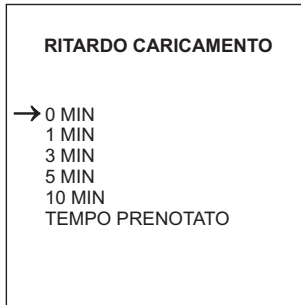 RITARDO CARICAMENTO
→ 0 MIN
1 MIN
3 MIN
5 MIN
10 MIN
TEMPO PRENOTATO